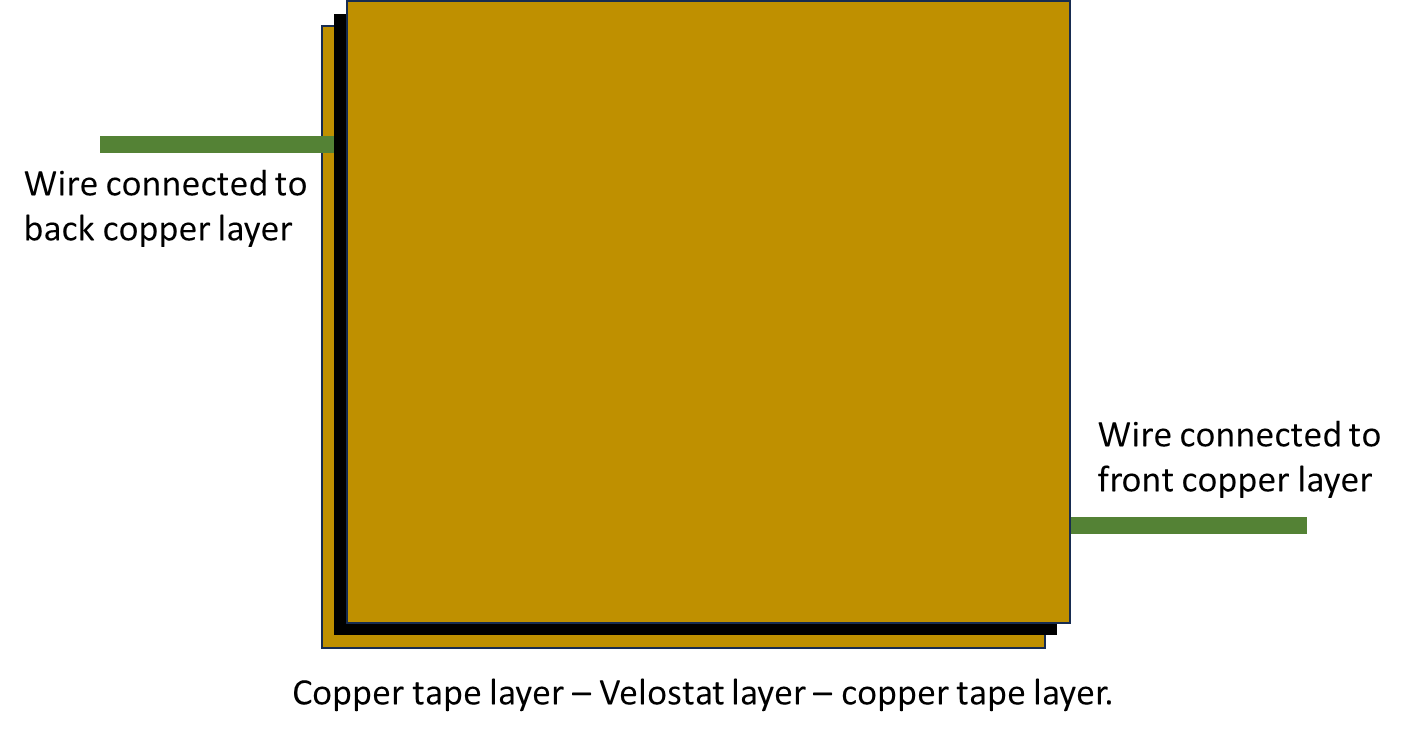 Wire connected to
back copper layer
Wire connected to
front copper layer
Copper tape layer – Velostat layer – copper tape layer.